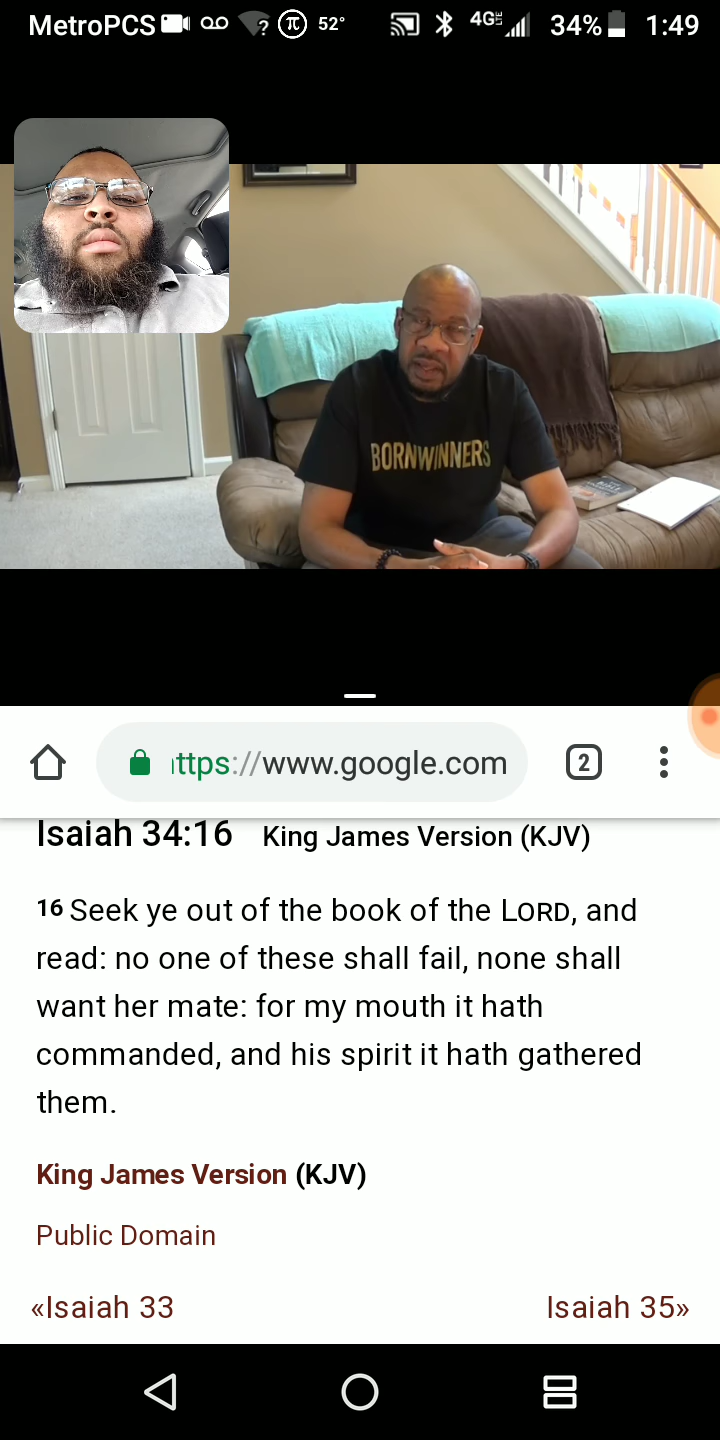 MetroPCS ? π 52° 4G LTE 34% 1:49
BORNWINNERS
ttps://www.google.com 2
Isaiah 34:16 King James Version (KJV)
16 Seek ye out of the book of the LORD, and
read: no one of these shall fail, none shall
want her mate: for my mouth it hath
commanded, and his spirit it hath gathered
them.
King James Version (KJV)
Public Domain
«Isaiah 33 Isaiah 35»